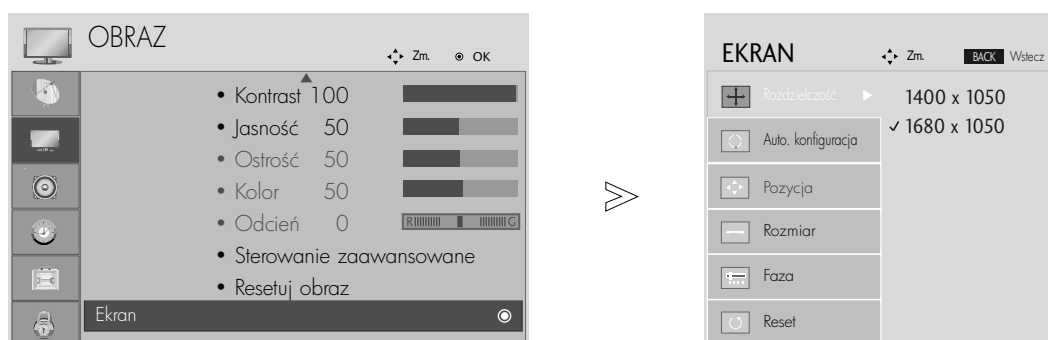 OBRAZ
Zm. OK
• Kontrast 100
• Jasność 50
• Ostrość 50
• Kolor 50
• Odcień 0 R G
• Sterowanie zaawansowane
• Resetuj obraz
Ekran
EKRAN
Zm. BACK Wstecz
Rozdzielczość
1400 x 1050
✓ 1680 x 1050
Auto. konfiguracja
Pozycja
Rozmiar
Faza
Reset